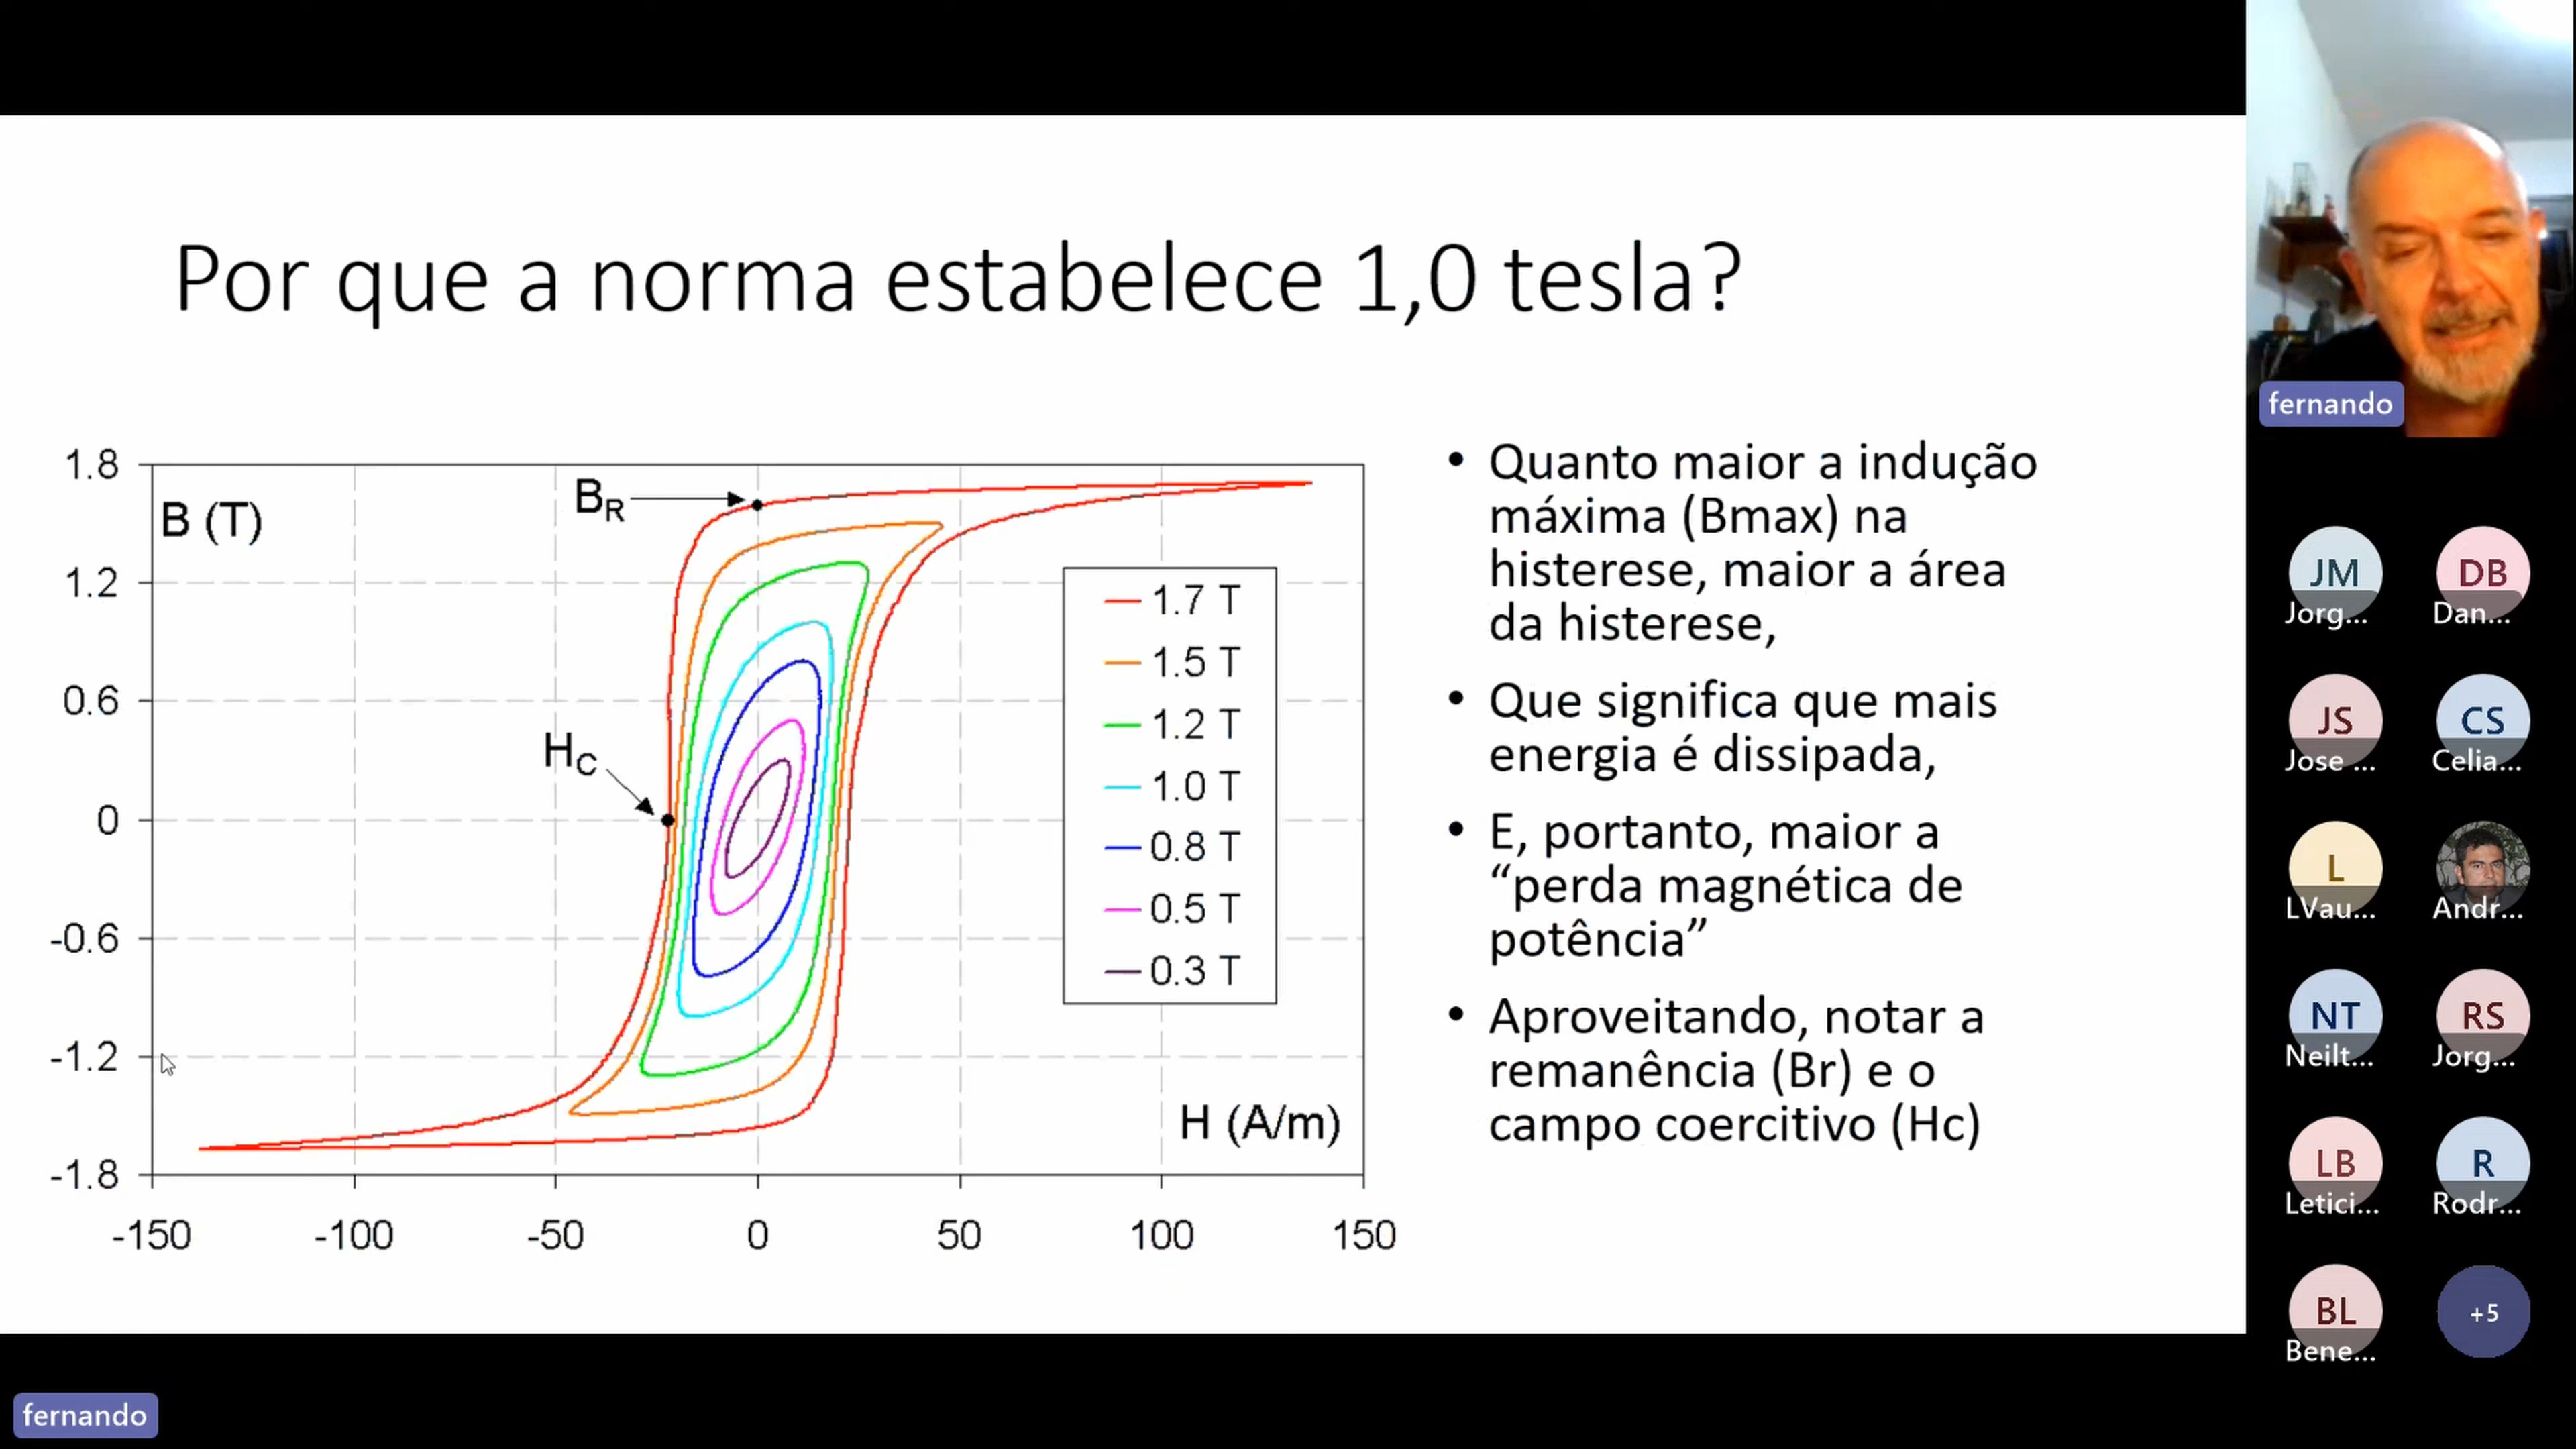 Por que a norma estabelece 1,0 tesla?
B (T)
1.8
1.2
0.6
0
-0.6
-1.2
-1.8
BR
HC
1.7 T
1.5 T
1.2 T
1.0 T
0.8 T
0.5 T
0.3 T
H (A/m)
-150 -100 -50 0 50 100 150
• Quanto maior a indução
máxima (Bmax) na
histerese, maior a área
da histerese,
• Que significa que mais
energia é dissipada,
• E, portanto, maior a
“perda magnética de
potência”
• Aproveitando, notar a
remanência (Br) e o
campo coercitivo (Hc)
fernando
JM DB
Jorg... Dan...
JS CS
Jose ... Celia...
L
LVau... Andr...
NT RS
Neilt... Jorg...
LB R
Letici... Rodr...
BL +5
Bene...
fernando